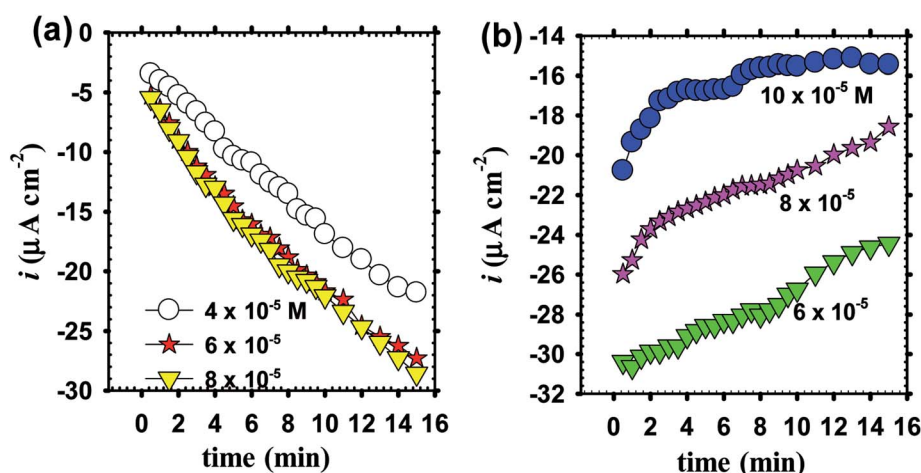 (a)
0
-5
-10
-15
-20
-25
-30
i (µ A cm-2)
4 x 10-5 M
6 x 10-5
8 x 10-5
0 2 4 6 8 10 12 14 16
time (min)
(b)
-14
-16
-18
-20
-22
-24
-26
-28
-30
-32
i (µ A cm-2)
10 x 10-5 M
8 x 10-5
6 x 10-5
0 2 4 6 8 10 12 14 16
time (min)